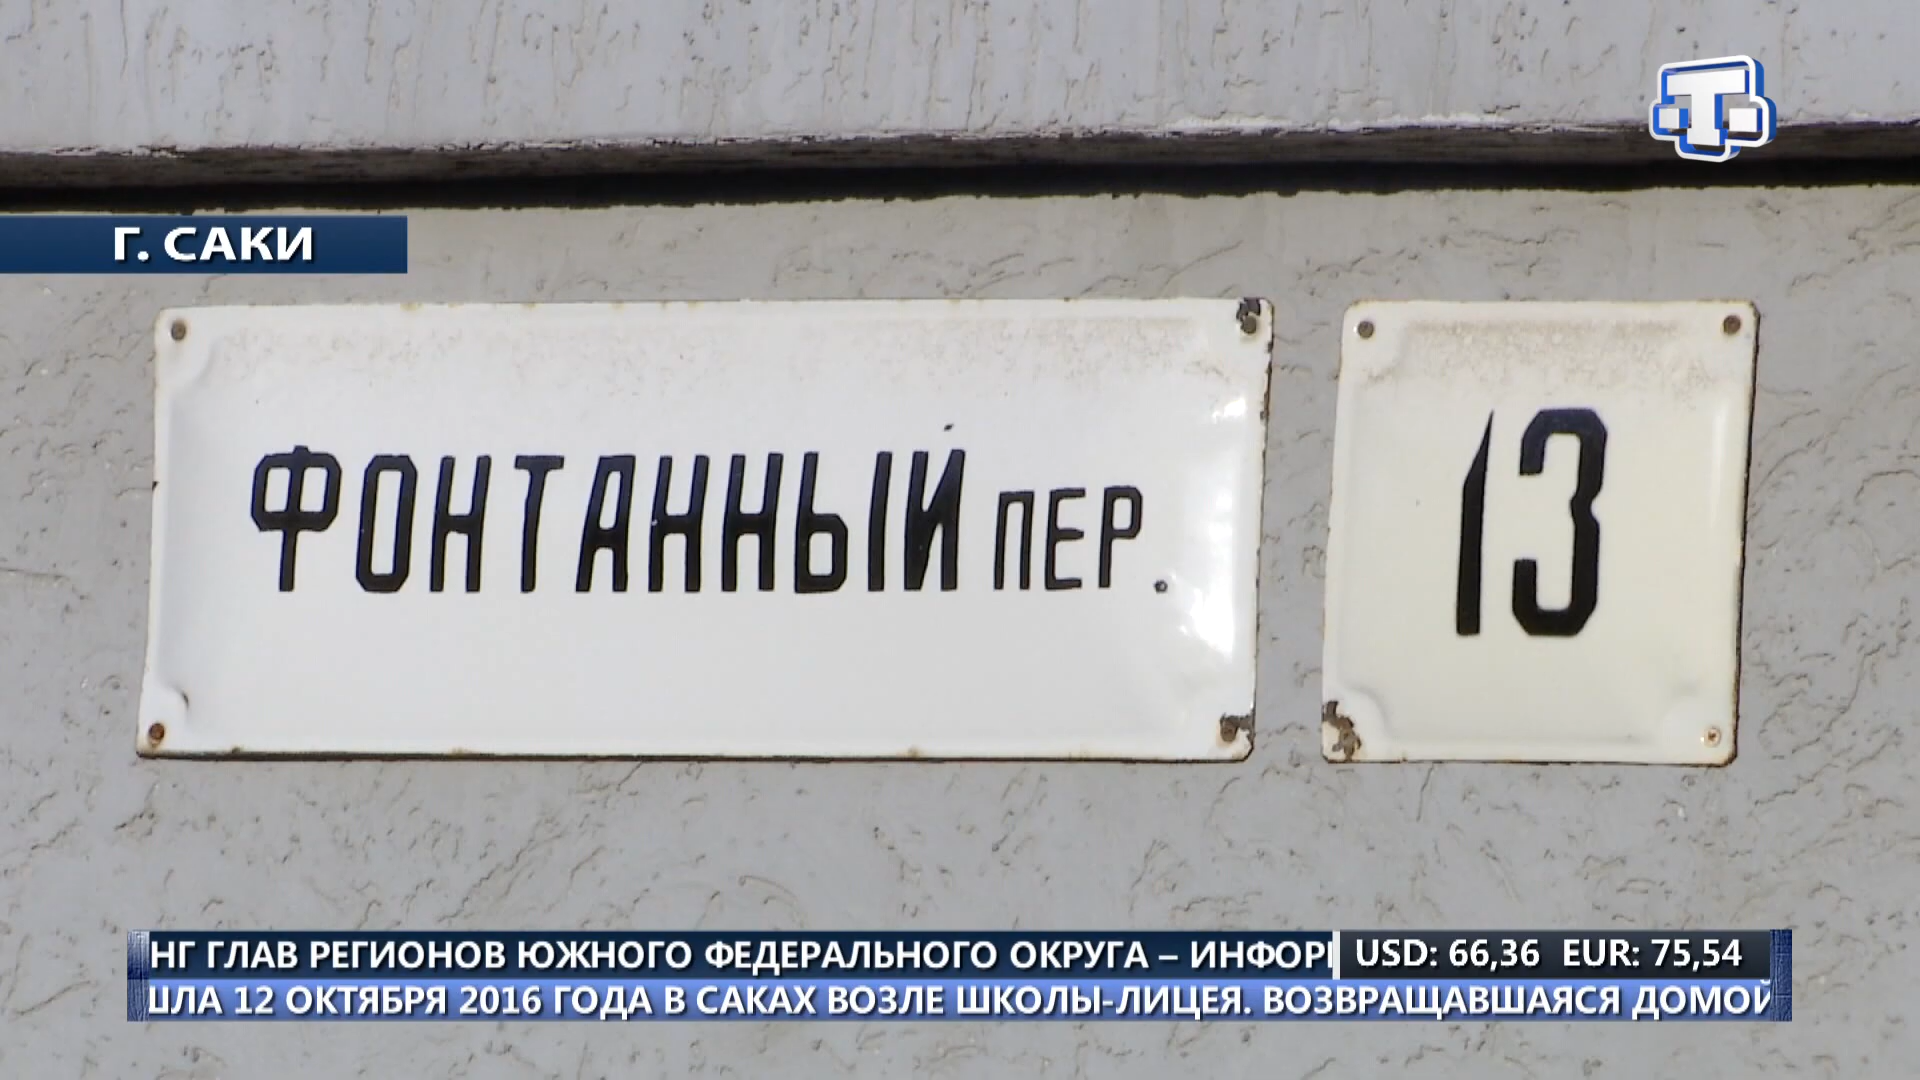 Т
Г. САКИ
ФОНТАННЫЙ ПЕР.
13
НГ ГЛАВ РЕГИОНОВ ЮЖНОГО ФЕДЕРАЛЬНОГО ОКРУГА – ИНФОР
USD: 66,36 EUR: 75,54
ШЛА 12 ОКТЯБРЯ 2016 ГОДА В САКАХ ВОЗЛЕ ШКОЛЫ-ЛИЦЕЯ. ВОЗВРАЩАВШАЯСЯ ДОМОЙ